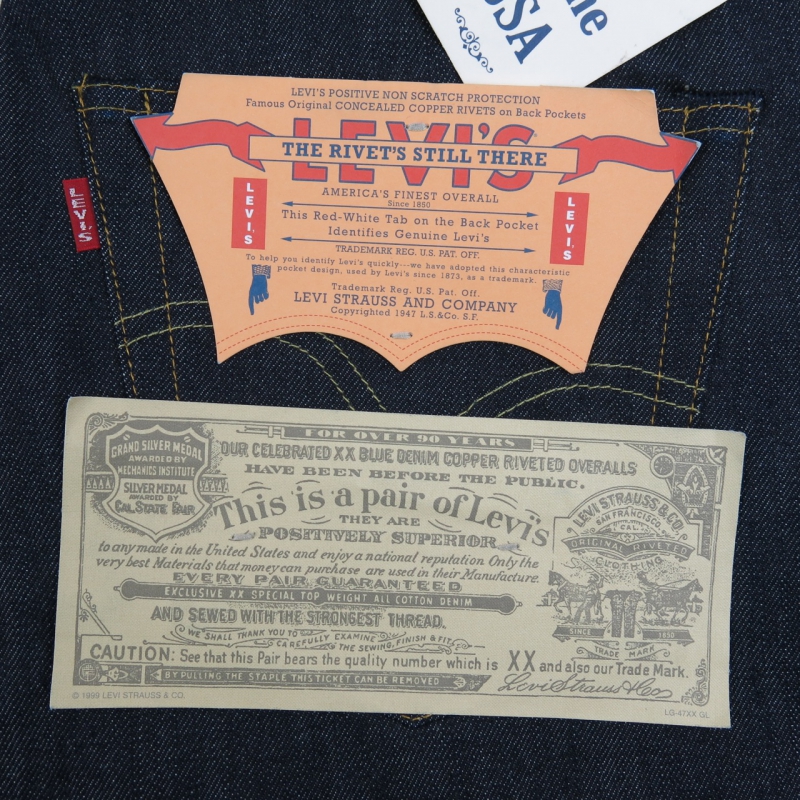 he
USA
LEVI'S POSITIVE NON SCRATCH PROTECTION
Famous Original CONCEALED COPPER RIVETS on Back Pockets
LEVI'S
THE RIVET'S STILL THERE
AMERICA'S FINEST OVERALL
Since 1850
This Red-White Tab on the Back Pocket
Identifies Genuine Levi's
TRADEMARK REG. U.S. PAT. OFF.
LEVI'S
LEVI'S
LEVI'S
To help you identify Levi's quickly---we have adopted this characteristic
pocket design, used by Levi's since 1873, as a trademark.
Trademark Reg. U.S. Pat. Off.
LEVI STRAUSS AND COMPANY
Copyrighted 1947 L.S.&Co. S.F.
FOR OVER 90 YEARS
OUR CELEBRATED XX BLUE DENIM COPPER RIVETED OVERALLS
HAVE BEEN BEFORE THE PUBLIC.
GRAND SILVER MEDAL
AWARDED BY
MECHANICS INSTITUTE
SILVER MEDAL
AWARDED BY
CAL. STATE FAIR
This is a pair of Levi's
THEY ARE
POSITIVELY SUPERIOR
to any made in the United States and enjoy a national reputation Only the
very best Materials that money can purchase are used in their Manufacture.
EVERY PAIR GUARANTEED
EXCLUSIVE XX SPECIAL TOP WEIGHT ALL COTTON DENIM
AND SEWED WITH THE STRONGEST THREAD.
WE SHALL THANK YOU TO CAREFULLY EXAMINE THE SEWING, FINISH & FIT
LEVI STRAUSS & CO.
SAN FRANCISCO
CAL.
ORIGINAL RIVETED
CLOTHING
SINCE 1850
TRADE MARK
CAUTION: See that this Pair bears the quality number which is XX and also our Trade Mark.
BY PULLING THE STAPLE THIS TICKET CAN BE REMOVED
Levi Strauss & Co
© 1999 LEVI STRAUSS & CO.
LG-47XX GL